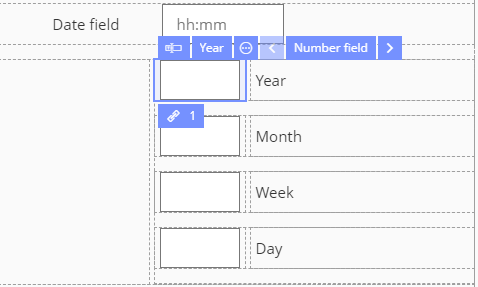 Date field
hh:mm
Year
Number field
Year
1
Month
Week
Day